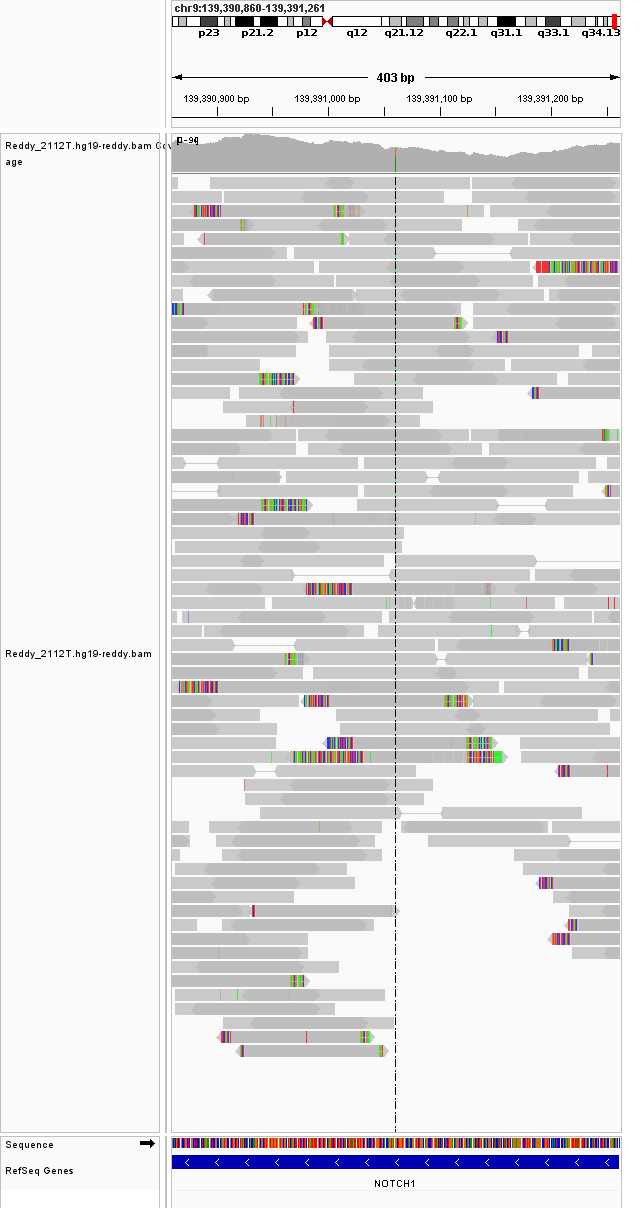 chr9:139,390,860-139,391,261
p23 p21.2 p12 q12 q21.12 q22.1 q31.1 q33.1 q34.13
403 bp
139,390,900 bp 139,391,000 bp 139,391,100 bp 139,391,200 bp
Reddy_2112T.hg19-reddy.bam Cov
age
Reddy_2112T.hg19-reddy.bam
Sequence
RefSeq Genes
NOTCH1